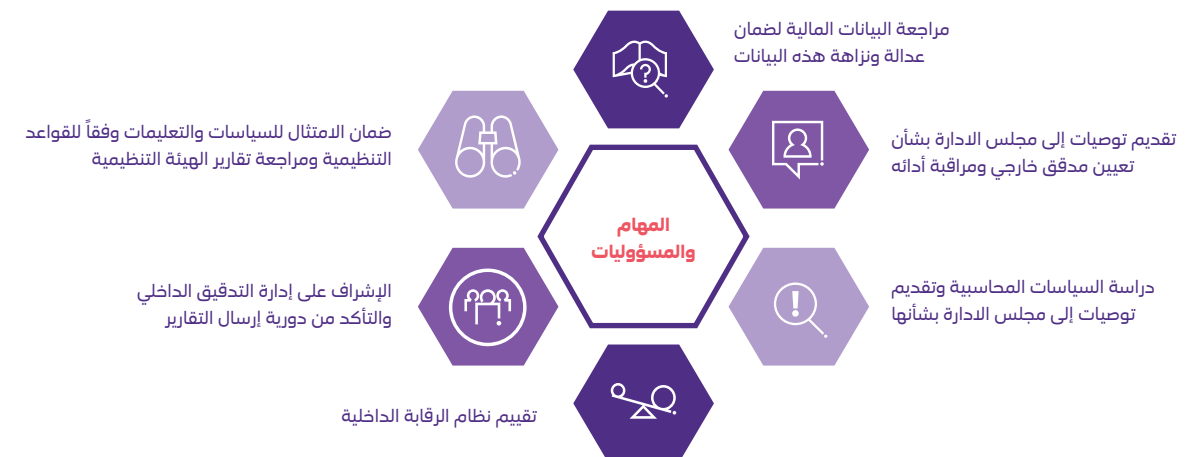 مراجعة البيانات المالية لضمان
عدالة ونزاهة هذه البيانات
تقديم توصيات إلى مجلس الادارة بشأن
تعيين مدقق خارجي ومراقبة أدائه
دراسة السياسات المحاسبية وتقديم
توصيات إلى مجلس الادارة بشأنها
المهام
والمسؤوليات
ضمان الامتثال للسياسات والتعليمات وفقاً للقواعد
التنظيمية ومراجعة تقارير الهيئة التنظيمية
الإشراف على إدارة التدقيق الداخلي
والتأكد من دورية إرسال التقارير
تقييم نظام الرقابة الداخلية